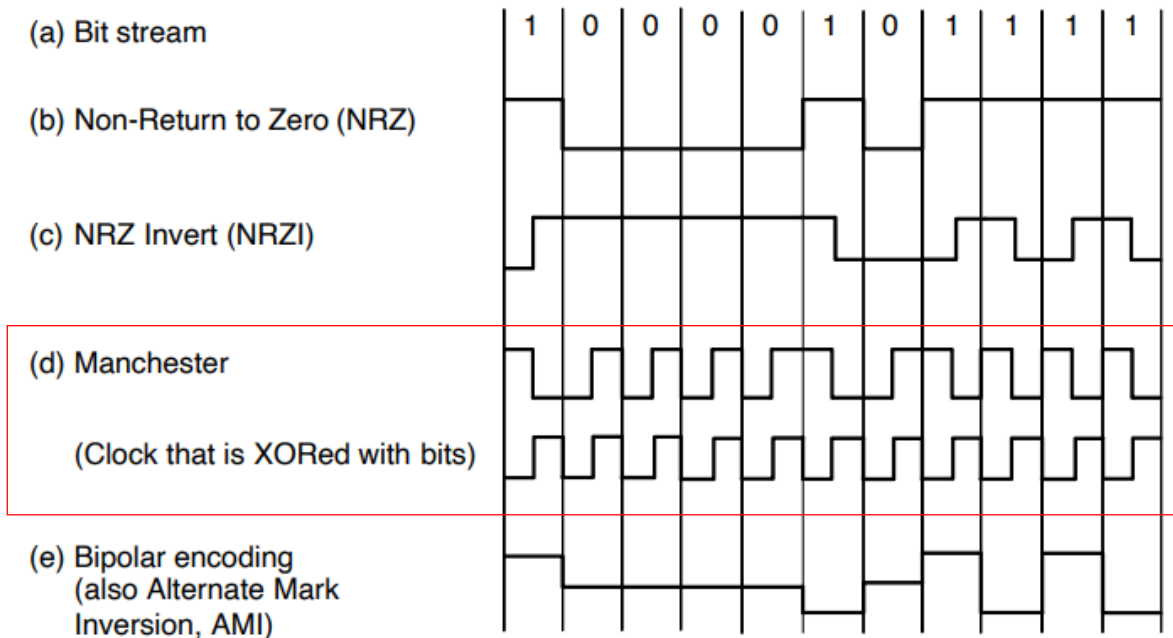 (a) Bit stream 1 0 0 0 0 1 0 1 1 1 1
(b) Non-Return to Zero (NRZ)
(c) NRZ Invert (NRZI)
(d) Manchester
(Clock that is XORed with bits)
(e) Bipolar encoding
(also Alternate Mark
Inversion, AMI)